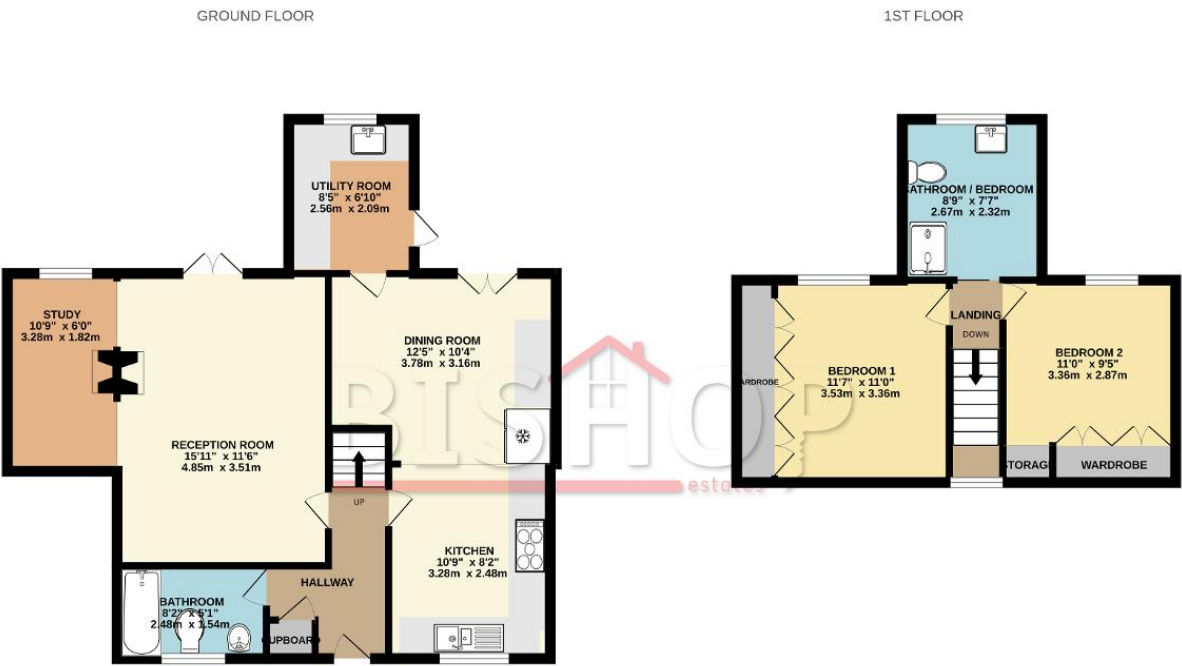 GROUND FLOOR
1ST FLOOR
UTILITY ROOM
8'5" x 6'10"
2.56m x 2.09m
STUDY
10'9" x 6'0"
3.28m x 1.82m
DINING ROOM
12'5" x 10'4"
3.78m x 3.16m
RECEPTION ROOM
15'11" x 11'6"
4.85m x 3.51m
UP
KITCHEN
10'9" x 8'2"
3.28m x 2.48m
HALLWAY
BATHROOM
8'2" x 5'1"
2.48m x 1.54m
CUPBOARD
BATHROOM / BEDROOM
8'9" x 7'7"
2.67m x 2.32m
LANDING
DOWN
BEDROOM 1
11'7" x 11'0"
3.53m x 3.36m
WARDROBE
BEDROOM 2
11'0" x 9'5"
3.36m x 2.87m
STORAGE
WARDROBE
BISHOP
estates